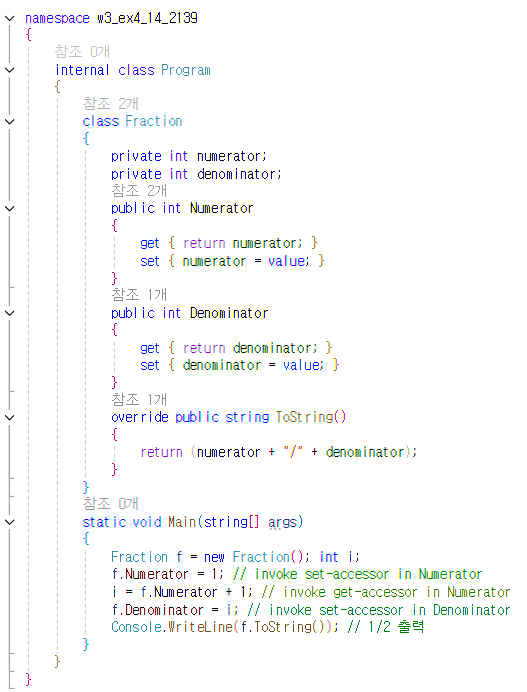 namespace w3_ex4_14_2139
{
참조 0개
internal class Program
{
참조 2개
class Fraction
{
private int numerator;
private int denominator;
참조 2개
public int Numerator
{
get { return numerator; }
set { numerator = value; }
}
참조 1개
public int Denominator
{
get { return denominator; }
set { denominator = value; }
}
참조 1개
override public string ToString()
{
return (numerator + "/" + denominator);
}
}
참조 0개
static void Main(string[] args)
{
Fraction f = new Fraction(); int i;
f.Numerator = 1; // invoke set-accessor in Numerator
i = f.Numerator + 1; // invoke get-accessor in Numerator
f.Denominator = i; // invoke set-accessor in Denominator
Console.WriteLine(f.ToString()); // 1/2 출력
}
}
}